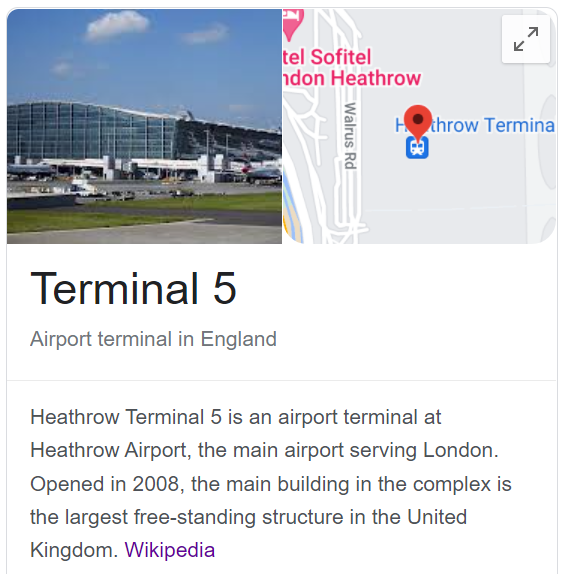 tel Sofitel
ndon Heathrow
Walrus Rd
Heathrow Termina
Terminal 5
Airport terminal in England
Heathrow Terminal 5 is an airport terminal at
Heathrow Airport, the main airport serving London.
Opened in 2008, the main building in the complex is
the largest free-standing structure in the United
Kingdom. Wikipedia